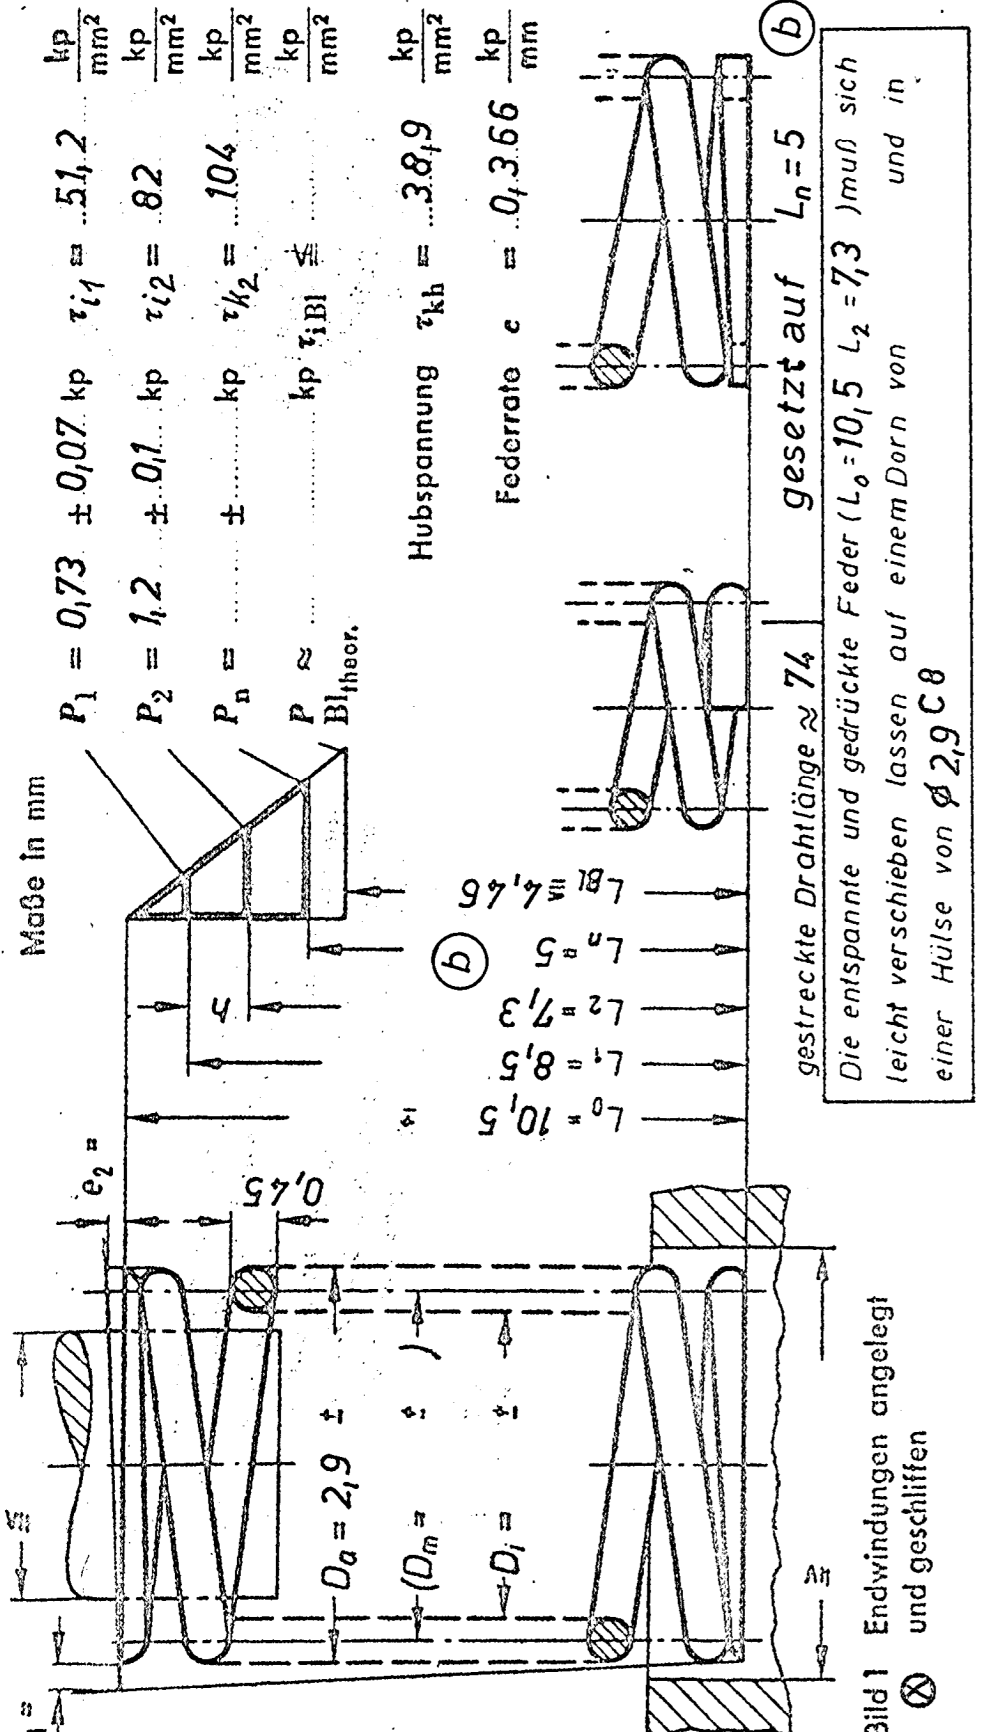 Maße in mm
P₁ = 0,73 ± 0,07 kp τi1 = 51,2 kp/mm²
P₂ = 1,2 ± 0,1 kp τi2 = 82 kp/mm²
Pn = ± kp τk2 = 104 kp/mm²
P Bl theor. ≈ kp τiBl ≦ kp/mm²
Hubspannung τkh = 38,9 kp/mm²
Federrate c = 0,366 kp/mm
e₂ =
0,45
h
b
L₀ = 10,5 ±
L₁ = 8,5
L₂ = 7,3
Ln = 5
LBl ≦ 4,46
Da = 2,9 ±
(Dm = ± )
Di = ±
≦
=
Bild 1 Endwindungen angelegt
und geschliffen
gestreckte Drahtlänge ≈ 74
gesetzt auf Ln = 5
b
Die entspannte und gedrückte Feder (L₀ = 10,5 L₂ = 7,3 ) muß sich
leicht verschieben lassen auf einem Dorn von und in
einer Hülse von ⌀ 2,9 C8